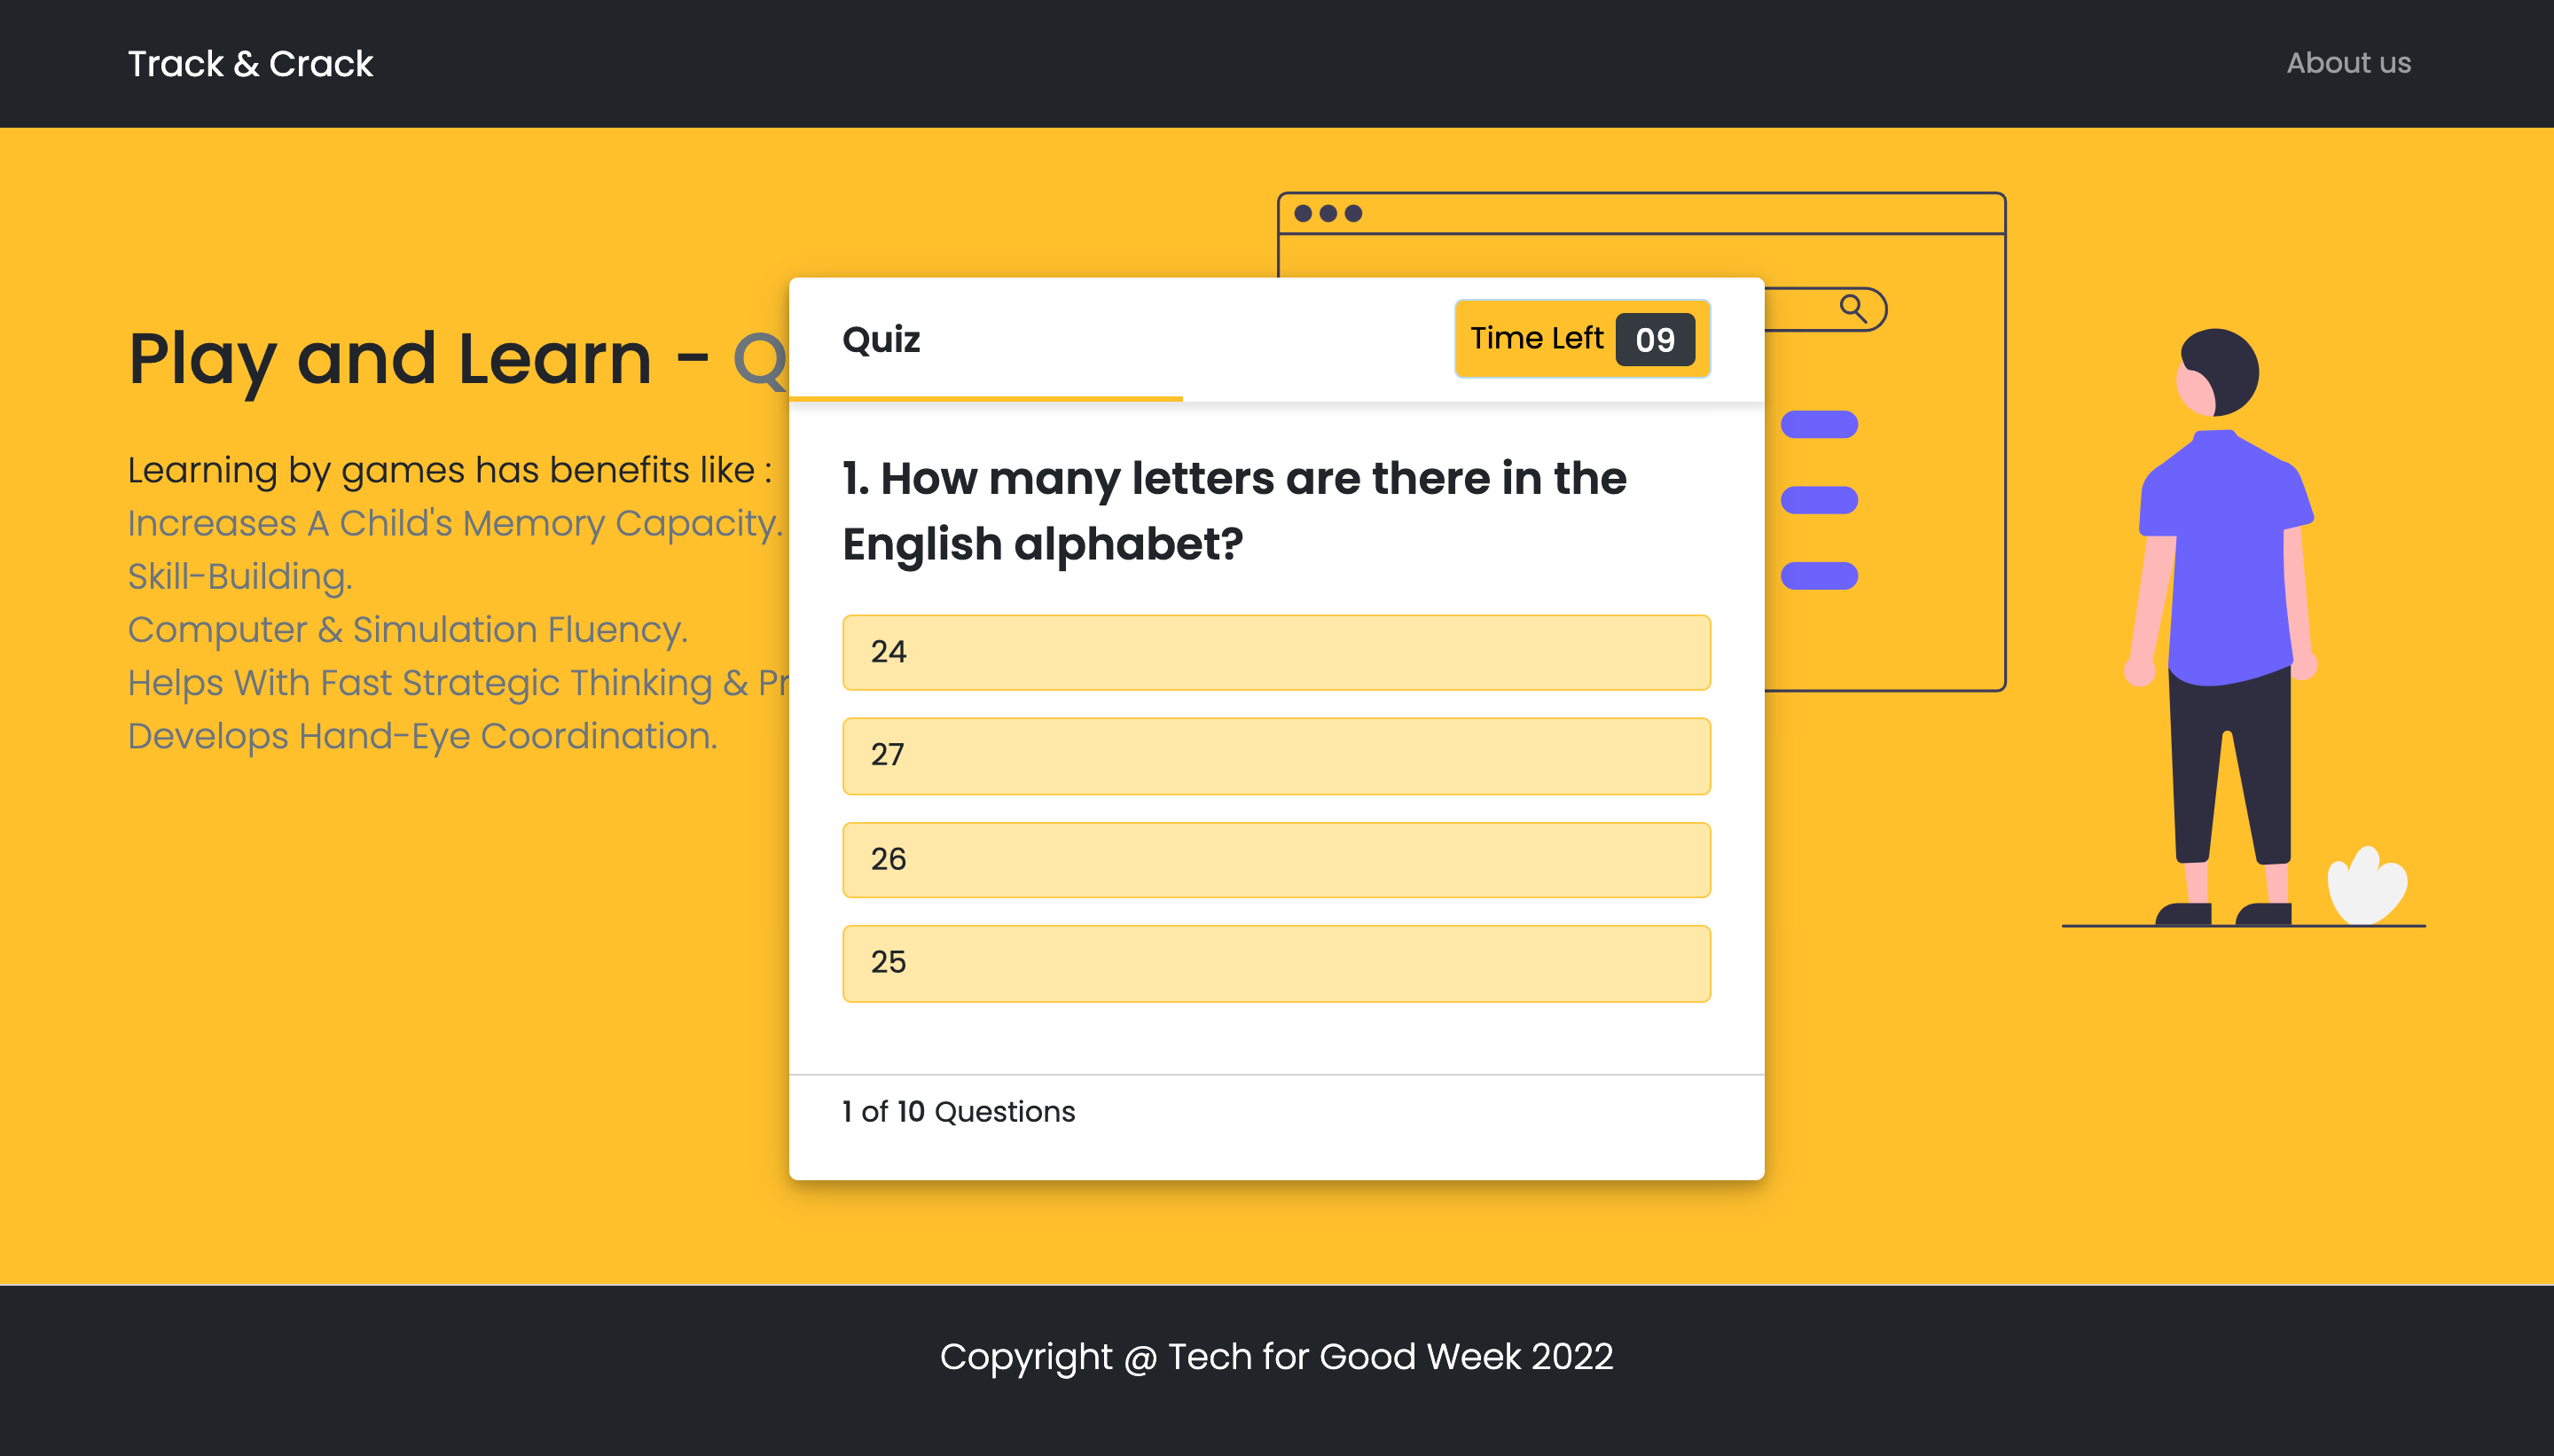 Track & Crack
About us
Play and Learn - Q
Learning by games has benefits like :
Increases A Child's Memory Capacity.
Skill-Building.
Computer & Simulation Fluency.
Helps With Fast Strategic Thinking & Pr
Develops Hand-Eye Coordination.
Quiz
Time Left 09
1. How many letters are there in the
English alphabet?
24
27
26
25
1 of 10 Questions
Copyright @ Tech for Good Week 2022